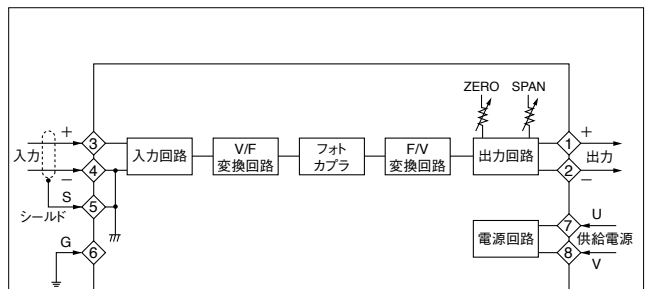 ZERO SPAN
+ 3 入力回路 V/F 変換回路 フォト カプラ F/V 変換回路 出力回路 1 +
入力 4 − 2 − 出力
S 5
シールド
G 6
電源回路 7 U
供給電源
8 V